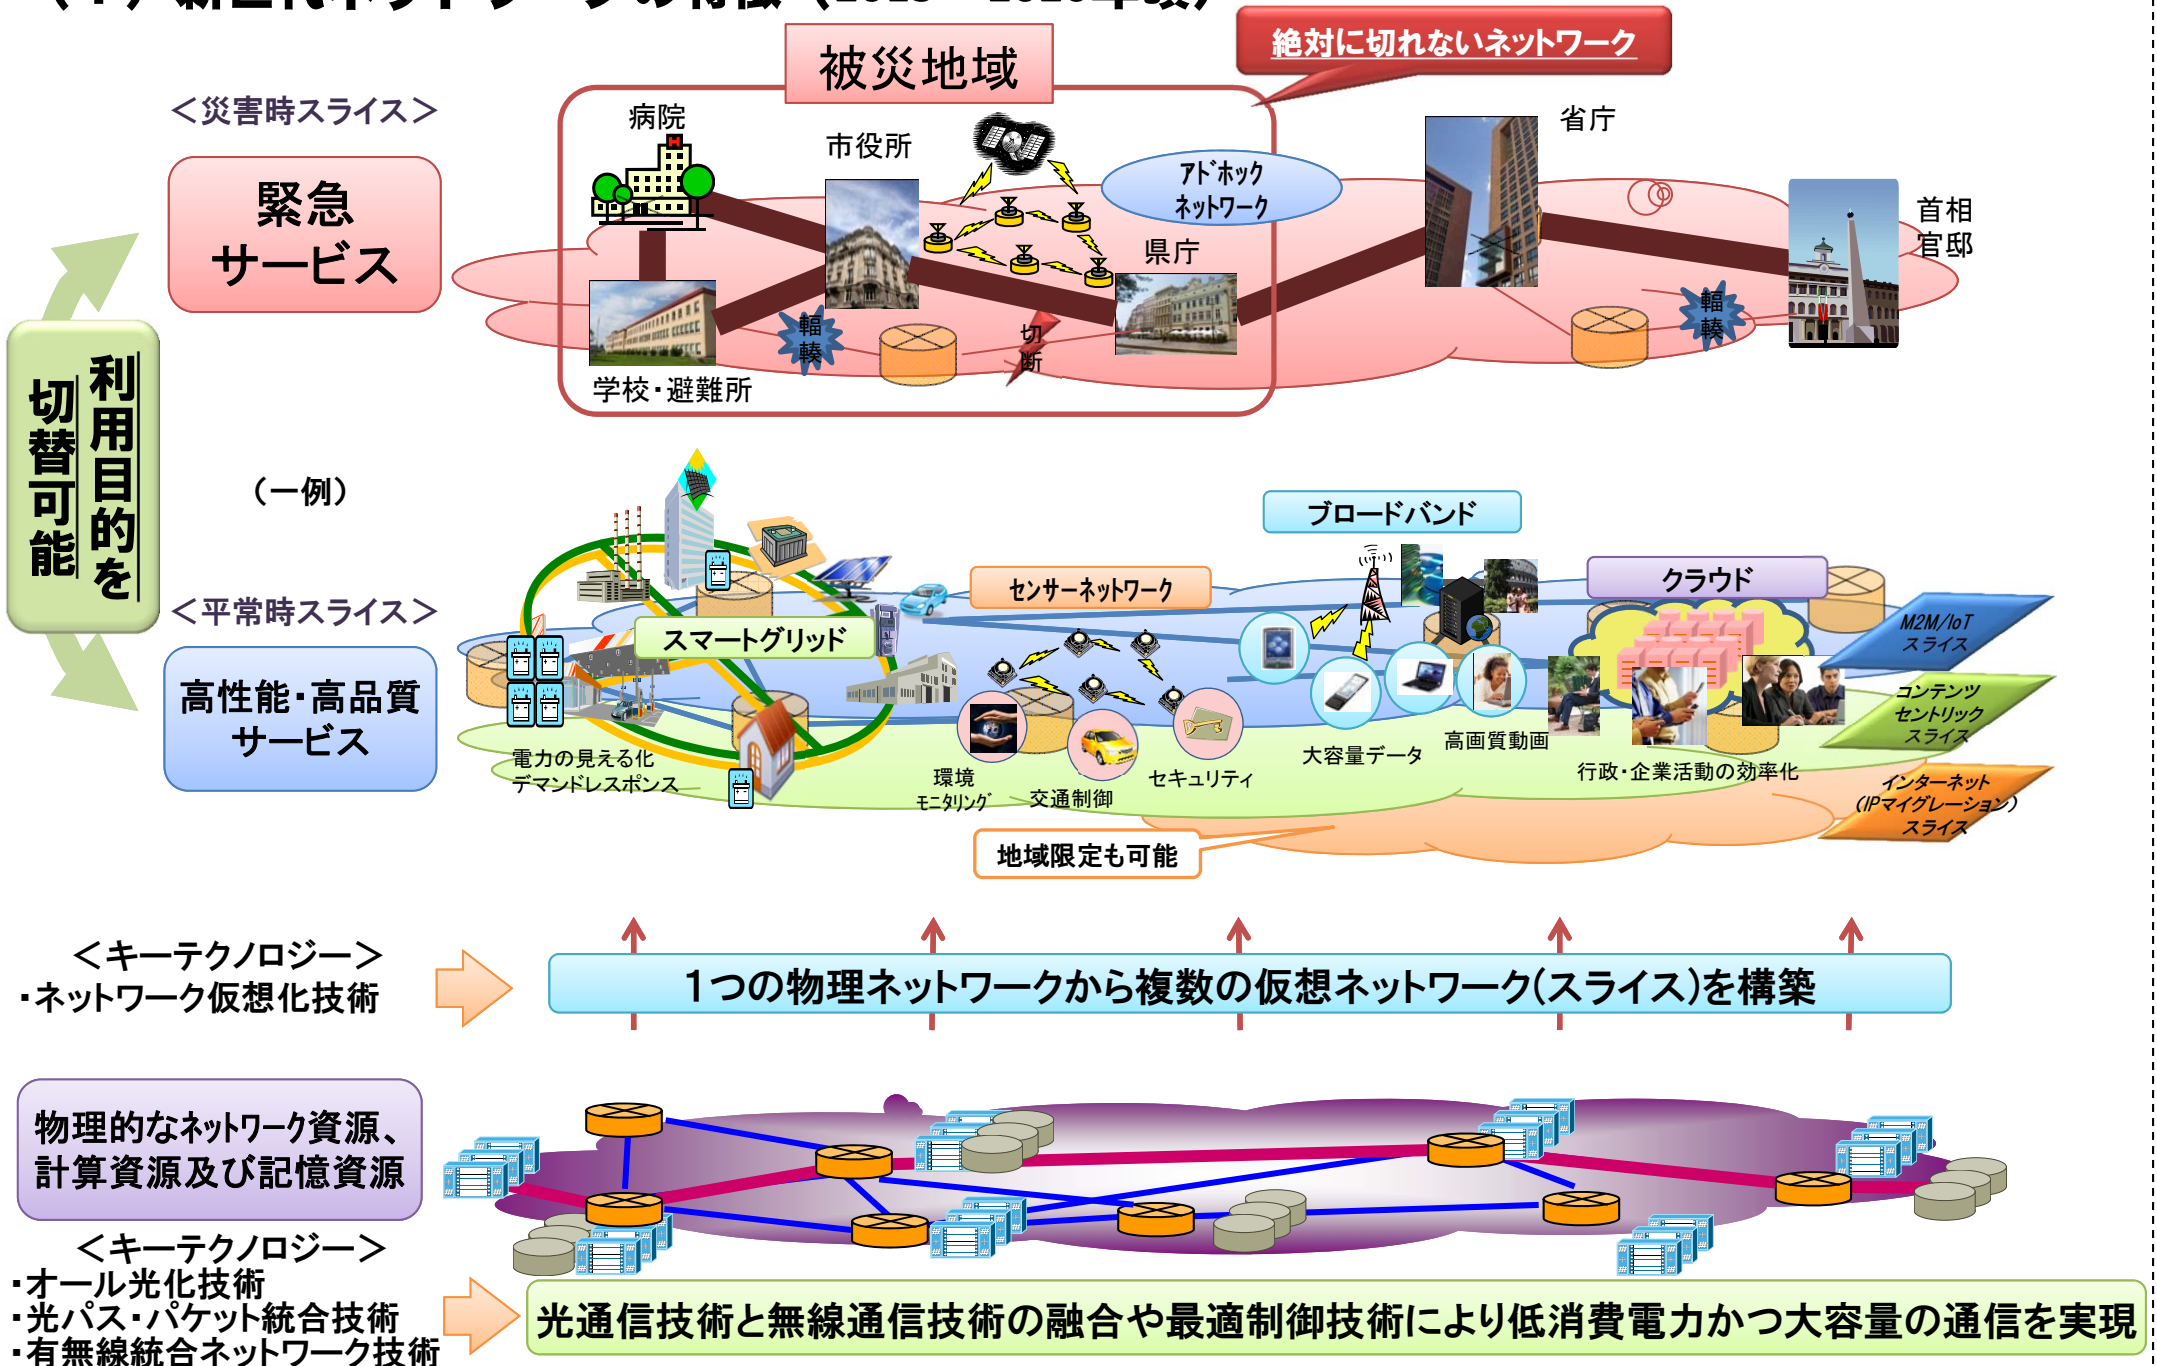 被災地域
絶対に切れないネットワーク
＜災害時スライス＞
緊急
サービス
病院
市役所
アドホック
ネットワーク
県庁
省庁
首相
官邸
輻
輳
切
断
輻
輳
学校・避難所
利用目的を
切替可能
（一例）
＜平常時スライス＞
高性能・高品質
サービス
ブロードバンド
センサーネットワーク
クラウド
スマートグリッド
M2M/IoT
スライス
コンテンツ
セントリック
スライス
インターネット
（IPマイグレーション）
スライス
電力の見える化
デマンドレスポンス
環境
モニタリング
交通制御
セキュリティ
大容量データ
高画質動画
行政・企業活動の効率化
地域限定も可能
＜キーテクノロジー＞
・ネットワーク仮想化技術
１つの物理ネットワークから複数の仮想ネットワーク(スライス)を構築
物理的なネットワーク資源、
計算資源及び記憶資源
＜キーテクノロジー＞
・オール光化技術
・光パス・パケット統合技術
・有無線統合ネットワーク技術
光通信技術と無線通信技術の融合や最適制御技術により低消費電力かつ大容量の通信を実現